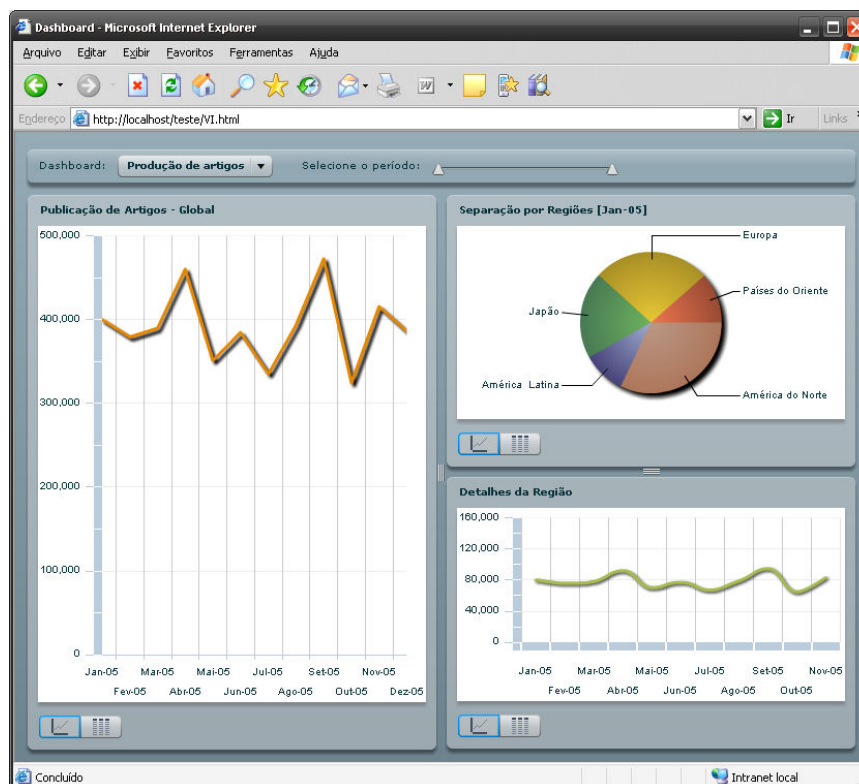 Dashboard - Microsoft Internet Explorer
Arquivo Editar Exibir Favoritos Ferramentas Ajuda
Endereço http://localhost/teste/VI.html Ir Links
Dashboard: Produção de artigos Selecione o período:
Publicação de Artigos - Global
500,000
400,000
300,000
200,000
100,000
0
Jan-05 Mar-05 Mai-05 Jul-05 Set-05 Nov-05
Fev-05 Abr-05 Jun-05 Ago-05 Out-05 Dez-05
Separação por Regiões [Jan-05]
Europa
Países do Oriente
Japão
América Latina
América do Norte
Detalhes da Região
160,000
120,000
80,000
40,000
0
Jan-05 Mar-05 Mai-05 Jul-05 Set-05 Nov-05
Fev-05 Abr-05 Jun-05 Ago-05 Out-05
Concluído Intranet local